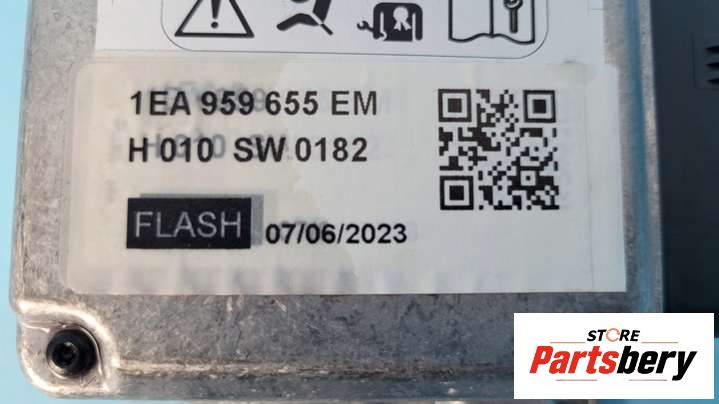 1EA 959 655 EM
H 010 SW 0182
FLASH 07/06/2023
STORE
Partsbery